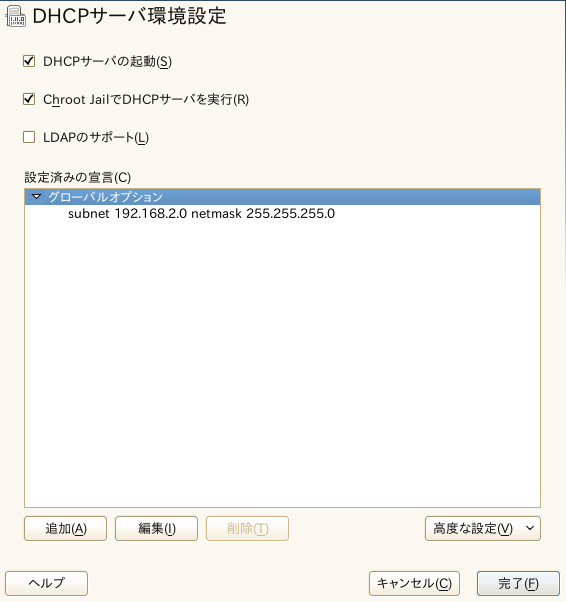 DHCPサーバ環境設定
DHCPサーバの起動(S)
Chroot JailでDHCPサーバを実行(R)
LDAPのサポート(L)
設定済みの宣言(C)
グローバルオプション
subnet 192.168.2.0 netmask 255.255.255.0
追加(A) 編集(I) 削除(T) 高度な設定(V)
ヘルプ キャンセル(C) 完了(F)